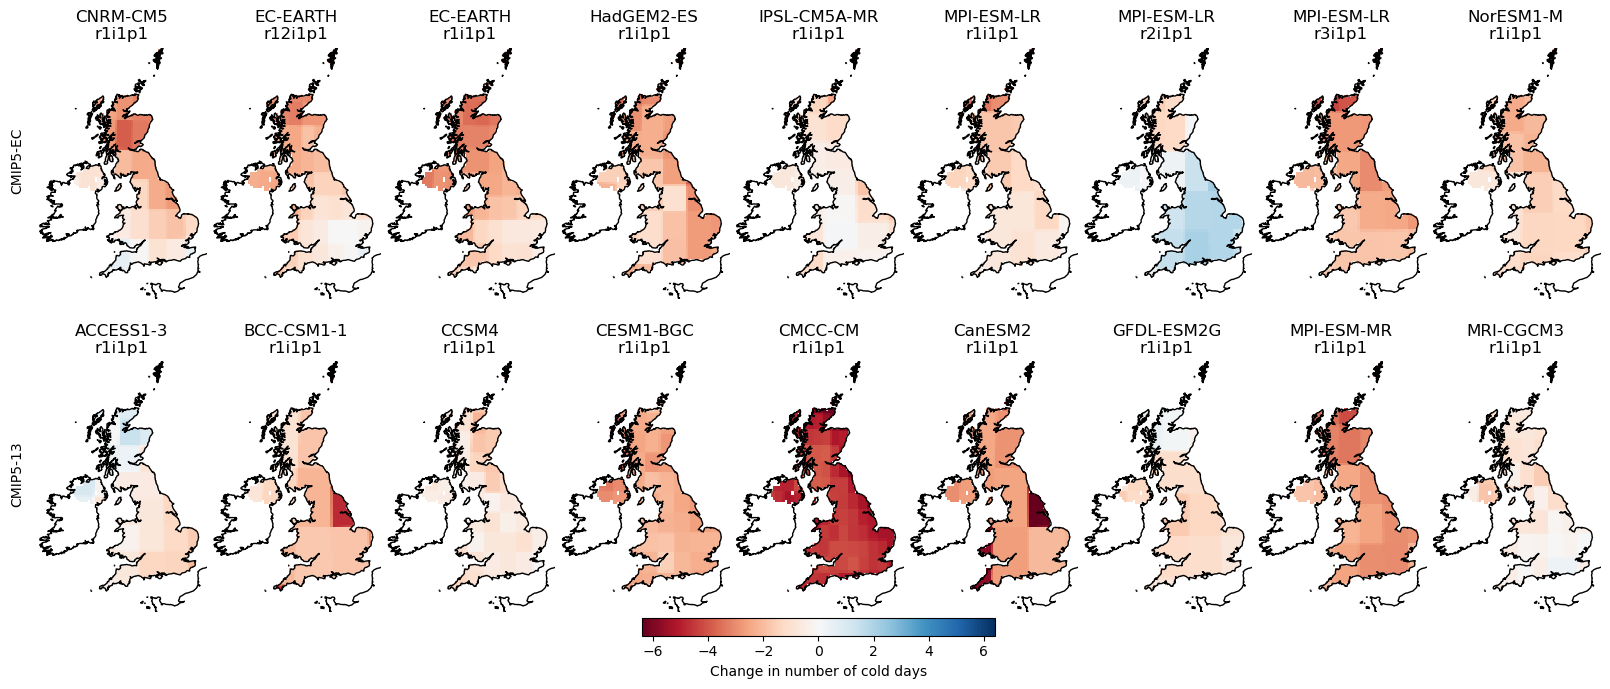 CNRM-CM5
r1i1p1
EC-EARTH
r12i1p1
EC-EARTH
r1i1p1
HadGEM2-ES
r1i1p1
IPSL-CM5A-MR
r1i1p1
MPI-ESM-LR
r1i1p1
MPI-ESM-LR
r2i1p1
MPI-ESM-LR
r3i1p1
NorESM1-M
r1i1p1
CMIP5-EC
ACCESS1-3
r1i1p1
BCC-CSM1-1
r1i1p1
CCSM4
r1i1p1
CESM1-BGC
r1i1p1
CMCC-CM
r1i1p1
CanESM2
r1i1p1
GFDL-ESM2G
r1i1p1
MPI-ESM-MR
r1i1p1
MRI-CGCM3
r1i1p1
CMIP5-13
−6 −4 −2 0 2 4 6
Change in number of cold days